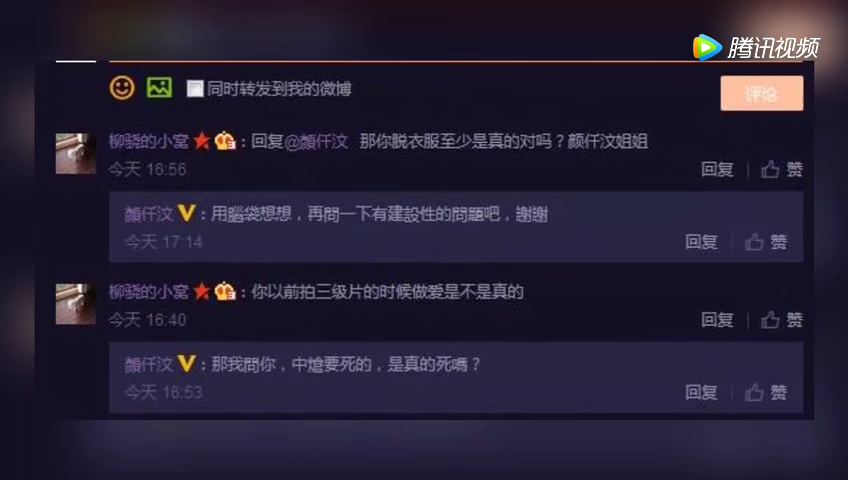 腾讯视频
同时转发到我的微博
评论
柳骁的小窝：回复@顏仟汶 那你脱衣服至少是真的对吗？颜仟汶姐姐
今天 16:56 回复 赞
顏仟汶：用腦袋想想，再問一下有建設性的問題吧，謝謝
今天 17:14 回复 赞
柳骁的小窝：你以前拍三级片的时候做爱是不是真的
今天 16:40 回复 赞
顏仟汶：那我問你，中熗要死的，是真的死嗎？
今天 16:53 回复 赞